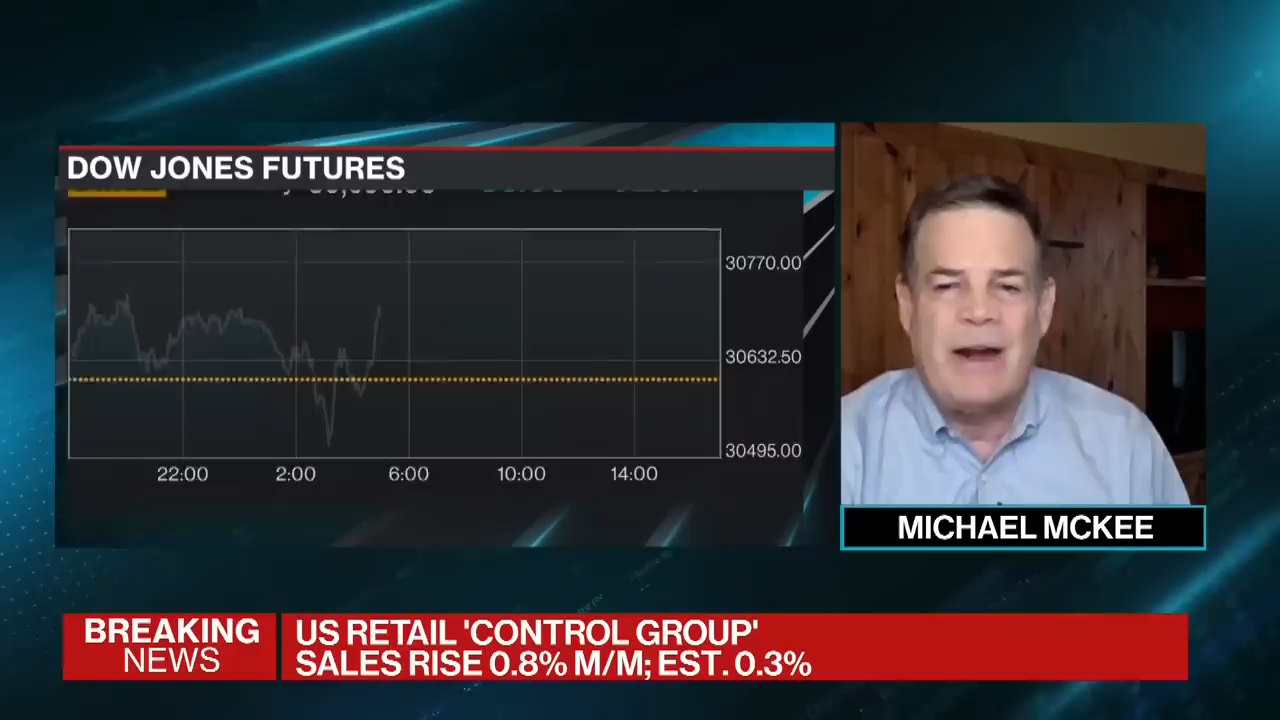 DOW JONES FUTURES
30770.00
30632.50
30495.00
22:00 2:00 6:00 10:00 14:00
MICHAEL MCKEE
BREAKING NEWS
US RETAIL 'CONTROL GROUP'
SALES RISE 0.8% M/M; EST. 0.3%